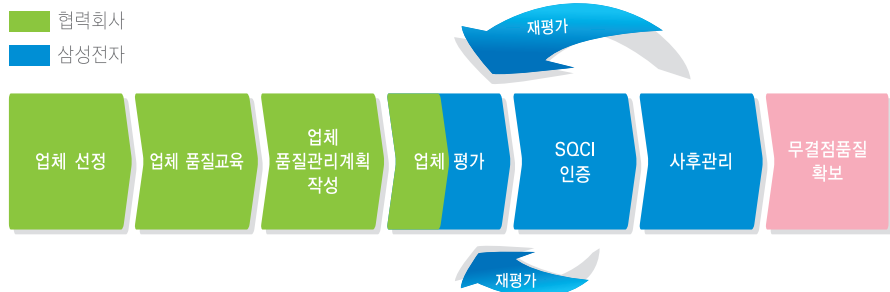 협력회사
삼성전자
재평가
업체 선정
업체 품질교육
업체
품질관리계획
작성
업체 평가
SQCI
인증
사후관리
무결점품질
확보
재평가